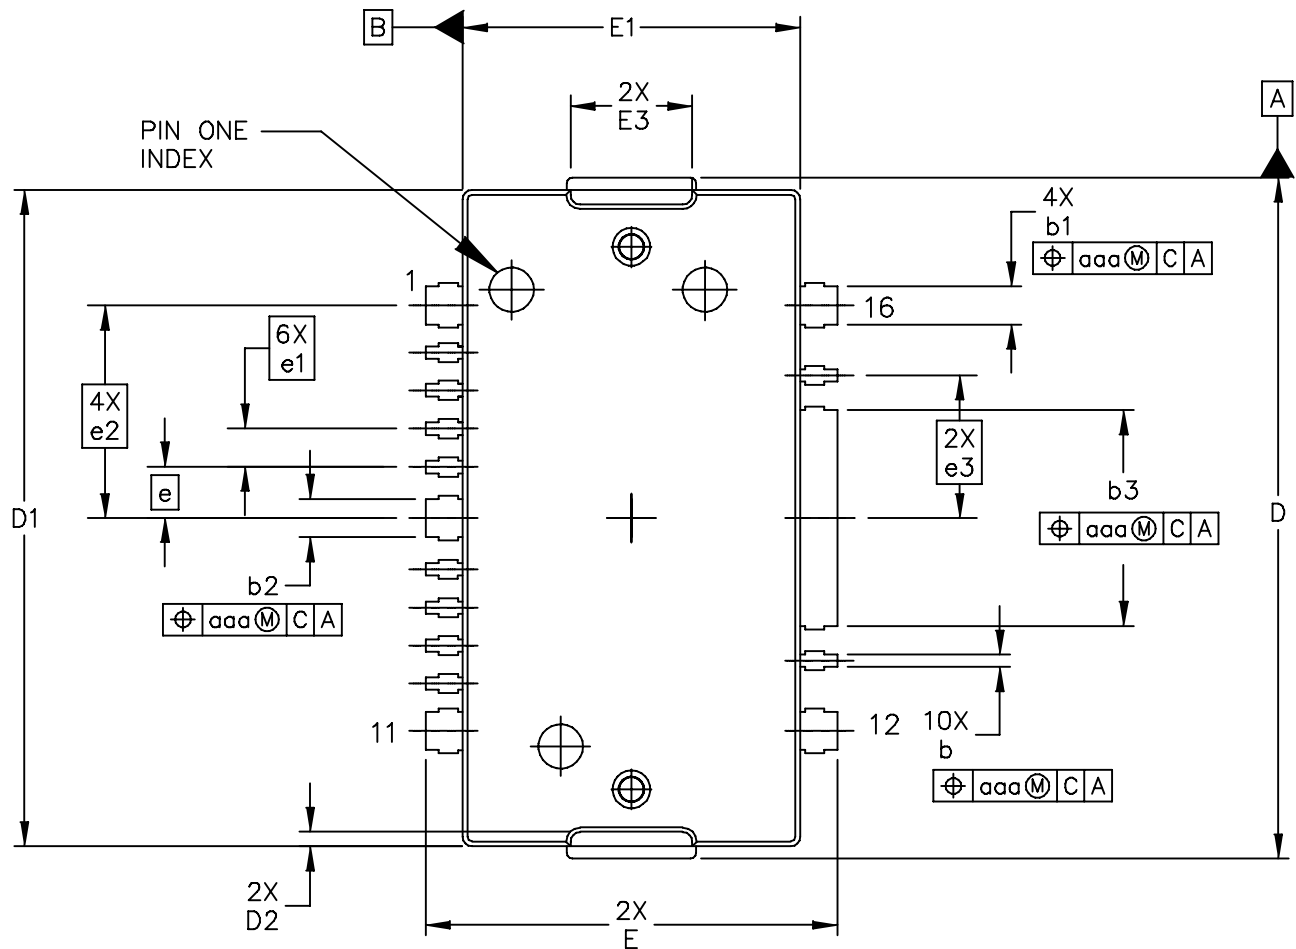 B
E1
2X
E3
A
PIN ONE
INDEX
4X
b1
⌖ aaa Ⓜ C A
1
16
6X
e1
4X
e2
2X
e3
e
b3
⌖ aaa Ⓜ C A
D1
D
b2
⌖ aaa Ⓜ C A
11
12
10X
b
⌖ aaa Ⓜ C A
2X
D2
2X
E